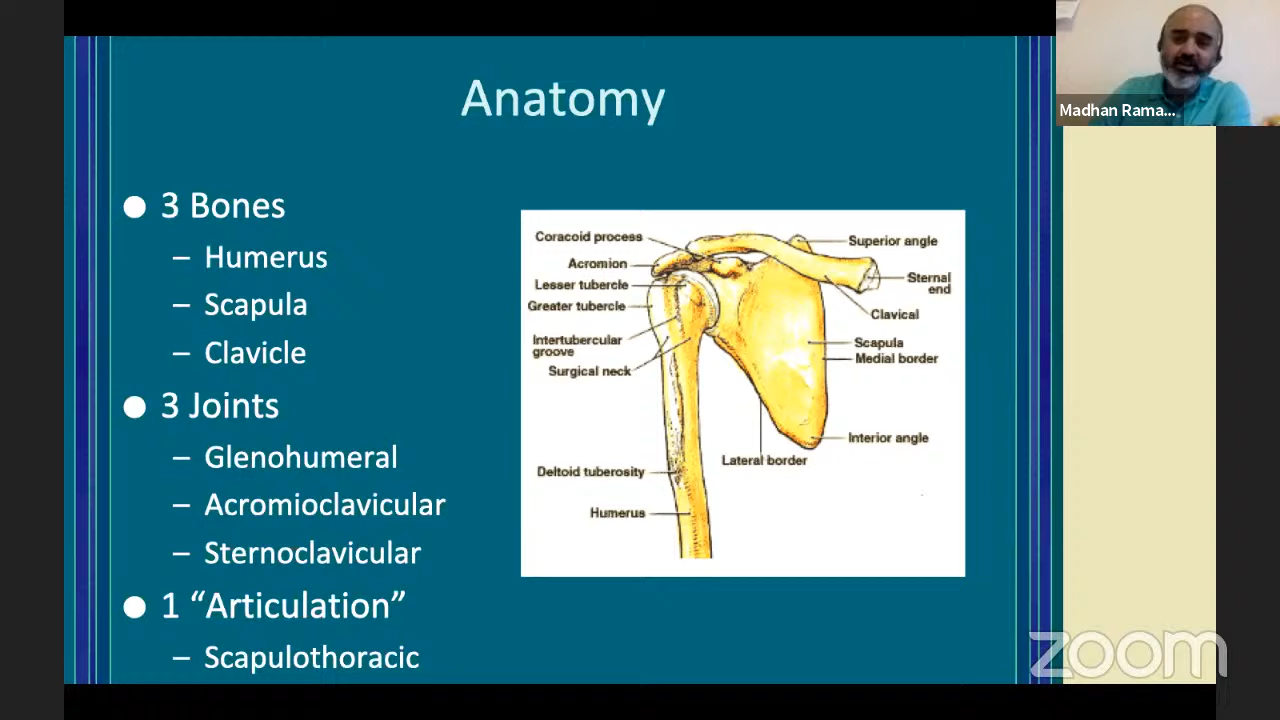 Anatomy
Madhan Rama...
● 3 Bones
– Humerus
– Scapula
– Clavicle
● 3 Joints
– Glenohumeral
– Acromioclavicular
– Sternoclavicular
● 1 “Articulation”
– Scapulothoracic
Coracoid process
Acromion
Lesser tubercle
Greater tubercle
Intertubercular
groove
Surgical neck
Deltoid tuberosity
Humerus
Superior angle
Sternal
end
Clavical
Scapula
Medial border
Interior angle
Lateral border
zoom